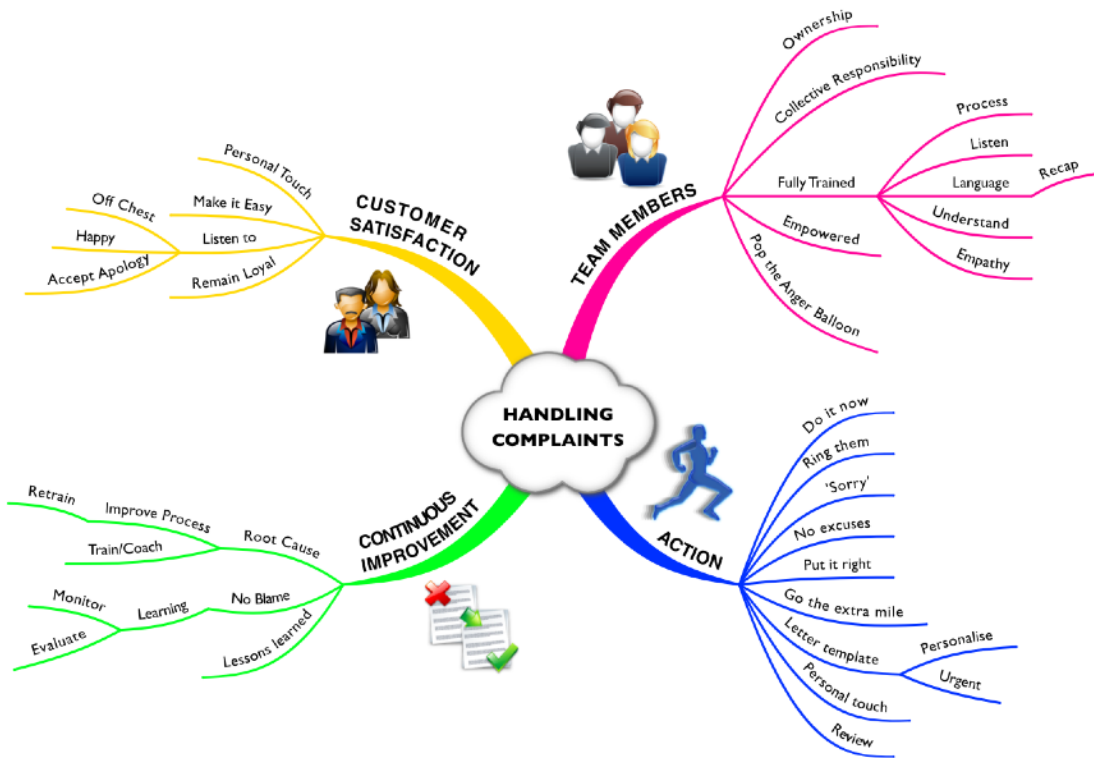 HANDLING
COMPLAINTS
TEAM MEMBERS
Ownership
Collective Responsibility
Fully Trained
Process
Listen
Language
Recap
Understand
Empathy
Empowered
Pop the Anger Balloon
ACTION
Do it now
Ring them
'Sorry'
No excuses
Put it right
Go the extra mile
Letter template
Personalise
Urgent
Personal touch
Review
CONTINUOUS
IMPROVEMENT
Root Cause
Improve Process
Retrain
Train/Coach
No Blame
Learning
Monitor
Evaluate
Lessons learned
CUSTOMER
SATISFACTION
Personal Touch
Make it Easy
Listen to
Off Chest
Happy
Accept Apology
Remain Loyal